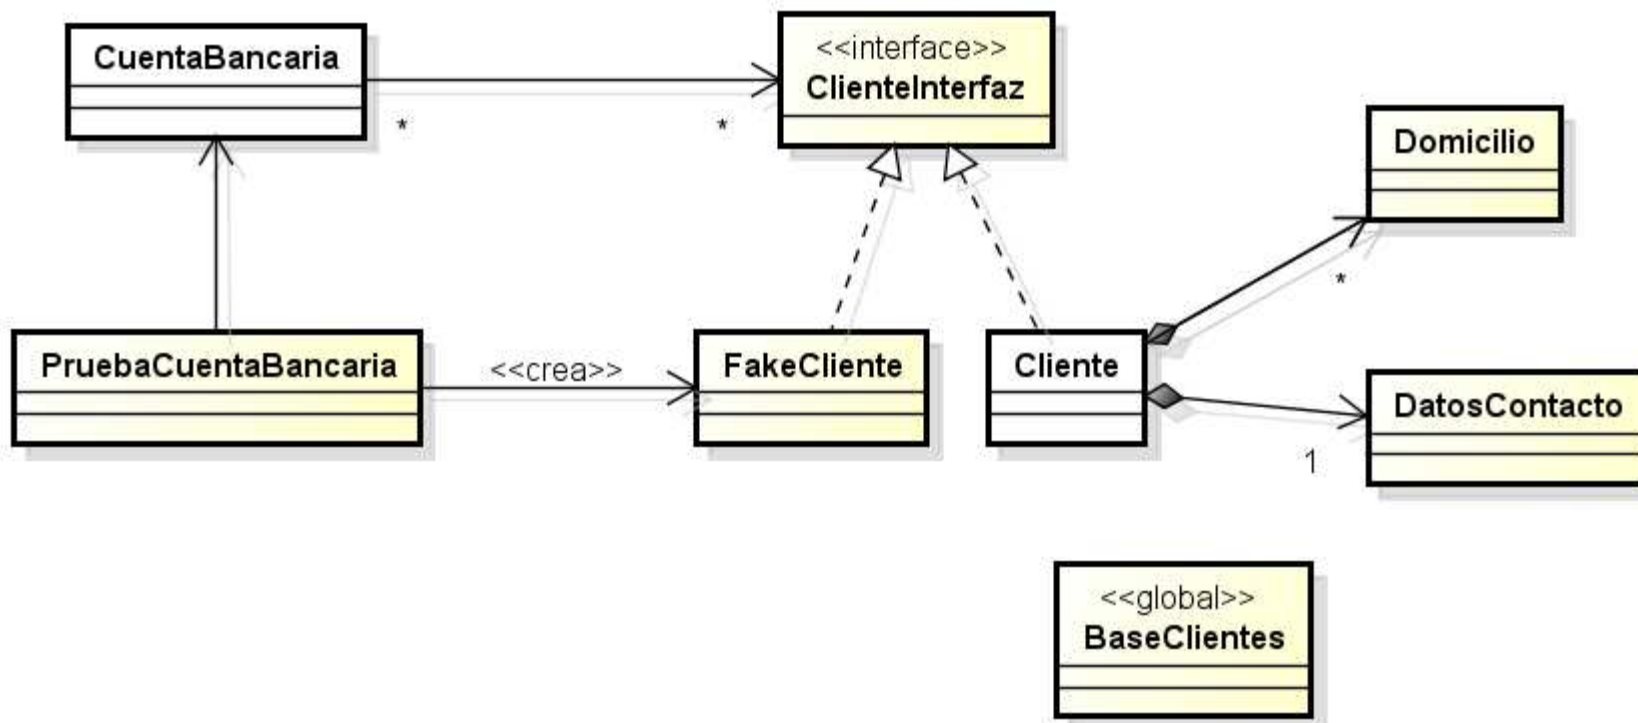 CuentaBancaria
<<interface>>
ClienteInterfaz
*
*
Domicilio
*
PruebaCuentaBancaria
<<crea>>
FakeCliente
Cliente
DatosContacto
1
<<global>>
BaseClientes